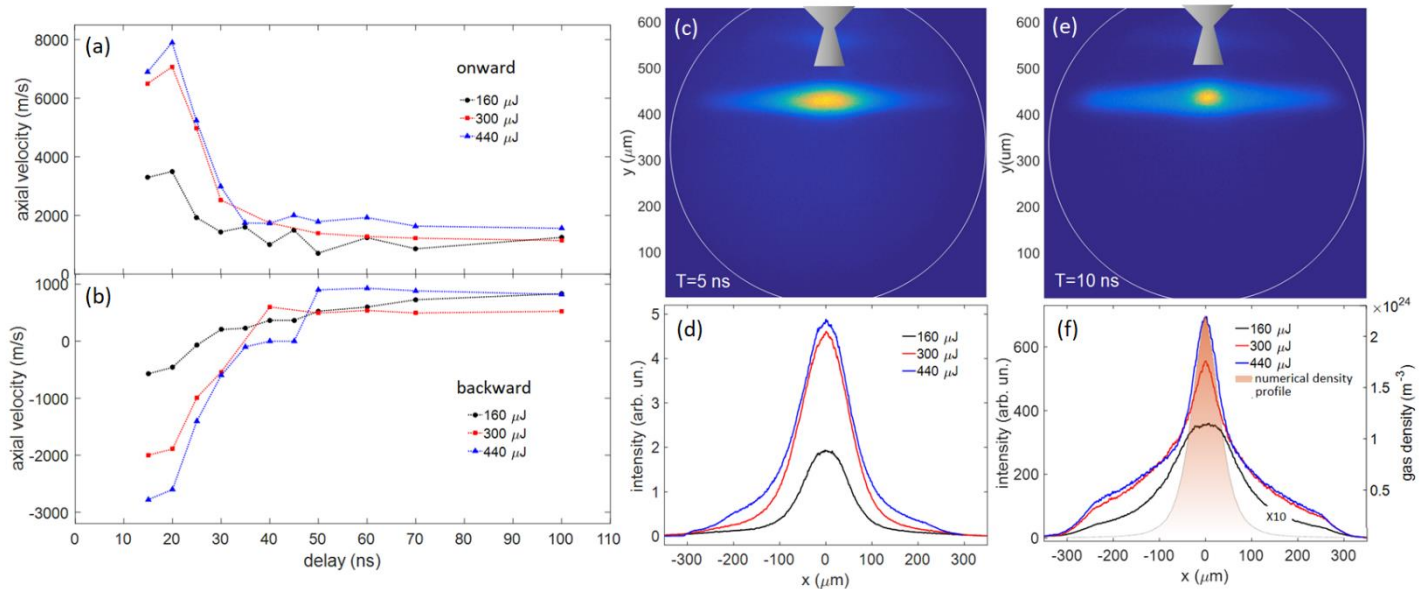 (a)
onward
160 μJ
300 μJ
440 μJ
axial velocity (m/s)
8000
6000
4000
2000
0
(b)
backward
160 μJ
300 μJ
440 μJ
axial velocity (m/s)
1000
0
-1000
-2000
-3000
0 10 20 30 40 50 60 70 80 90 100 110
delay (ns)
(c)
y (μm)
600
500
400
300
200
100
T=5 ns
(d)
160 μJ
300 μJ
440 μJ
intensity (arb. un.)
5
4
3
2
1
0
-300 -200 -100 0 100 200 300
x (μm)
(e)
y(um)
600
500
400
300
200
100
T=10 ns
(f)
160 μJ
300 μJ
440 μJ
numerical density
profile
X10
intensity (arb. un.)
600
400
200
0
×10²⁴
2
1.5
1
0.5
gas density (m⁻³)
-300 -200 -100 0 100 200 300
x (μm)